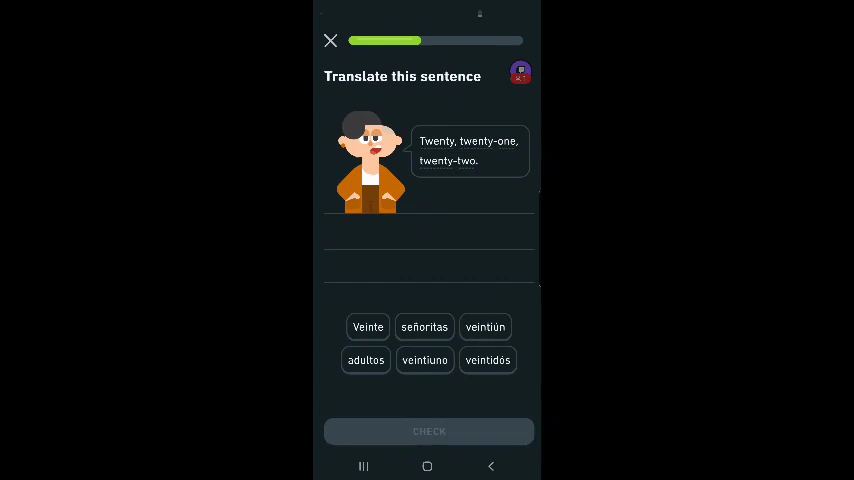 Translate this sentence
Twenty, twenty-one,
twenty-two.
Veinte señoritas veintiún
adultos veintiuno veintidós
CHECK